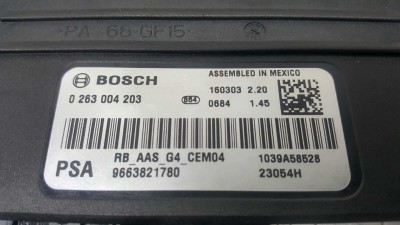 PA 66-GF15
BOSCH
ASSEMBLED IN MEXICO
0 263 004 203
884
160303 2.20
0684 1.45
PSA
RB_AAS_G4_CEM04
1039A58528
9663821780
23054H